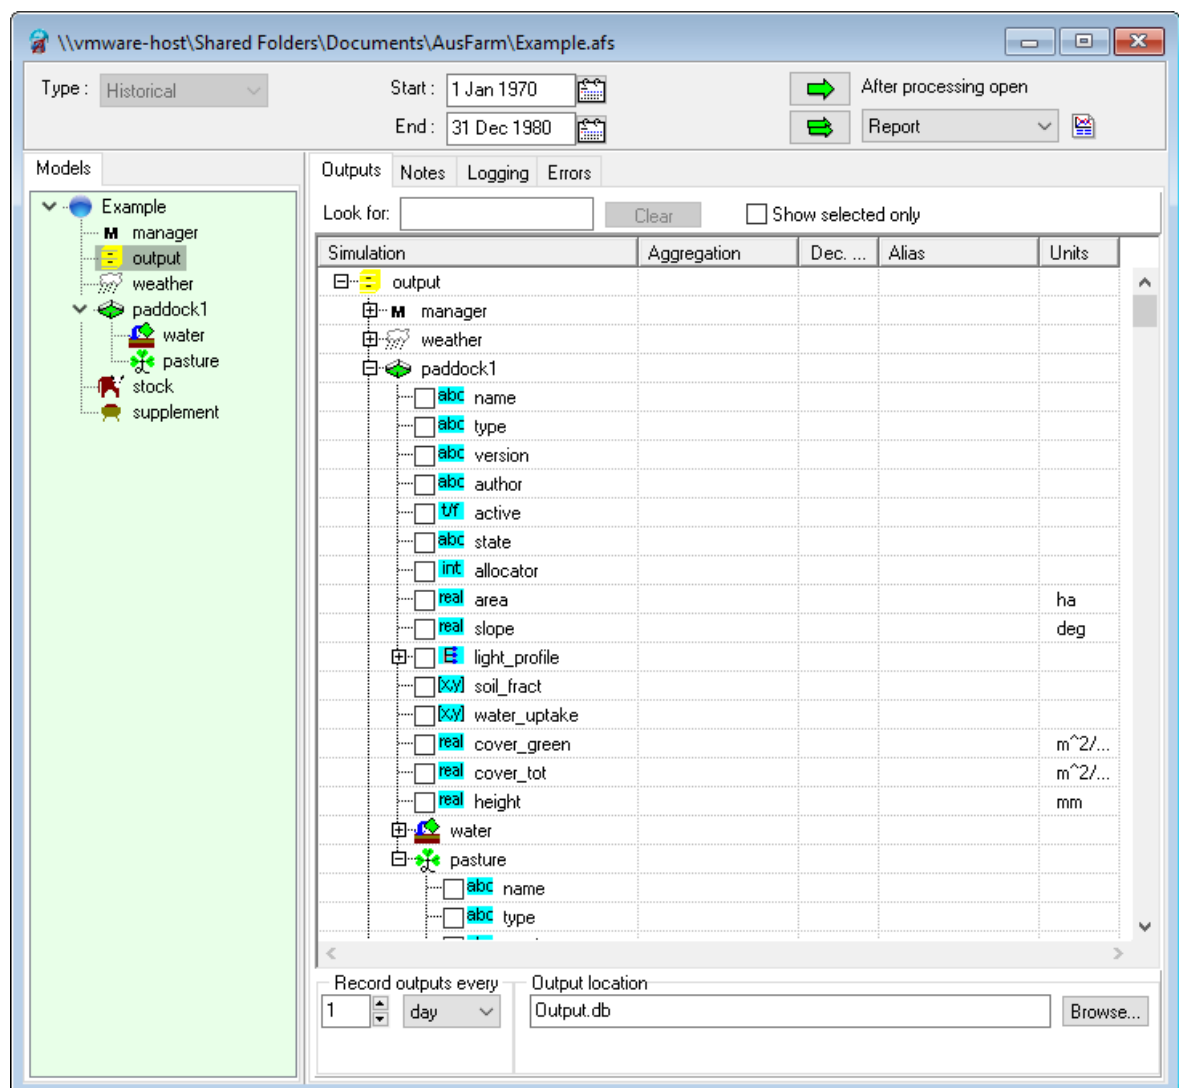 \\vmware-host\Shared Folders\Documents\AusFarm\Example.afs
Type : Historical
Start : 1 Jan 1970
End : 31 Dec 1980
After processing open
Report
Models
Example
M manager
output
weather
paddock1
water
pasture
stock
supplement
Outputs Notes Logging Errors
Look for: Clear Show selected only
Simulation Aggregation Dec. ... Alias Units
output
M manager
weather
paddock1
abc name
abc type
abc version
abc author
t/f active
abc state
int allocator
real area ha
real slope deg
E light_profile
[x,y] soil_fract
[x,y] water_uptake
real cover_green m^2/...
real cover_tot m^2/...
real height mm
water
pasture
abc name
abc type
Record outputs every
1 day
Output location
Output.db Browse...